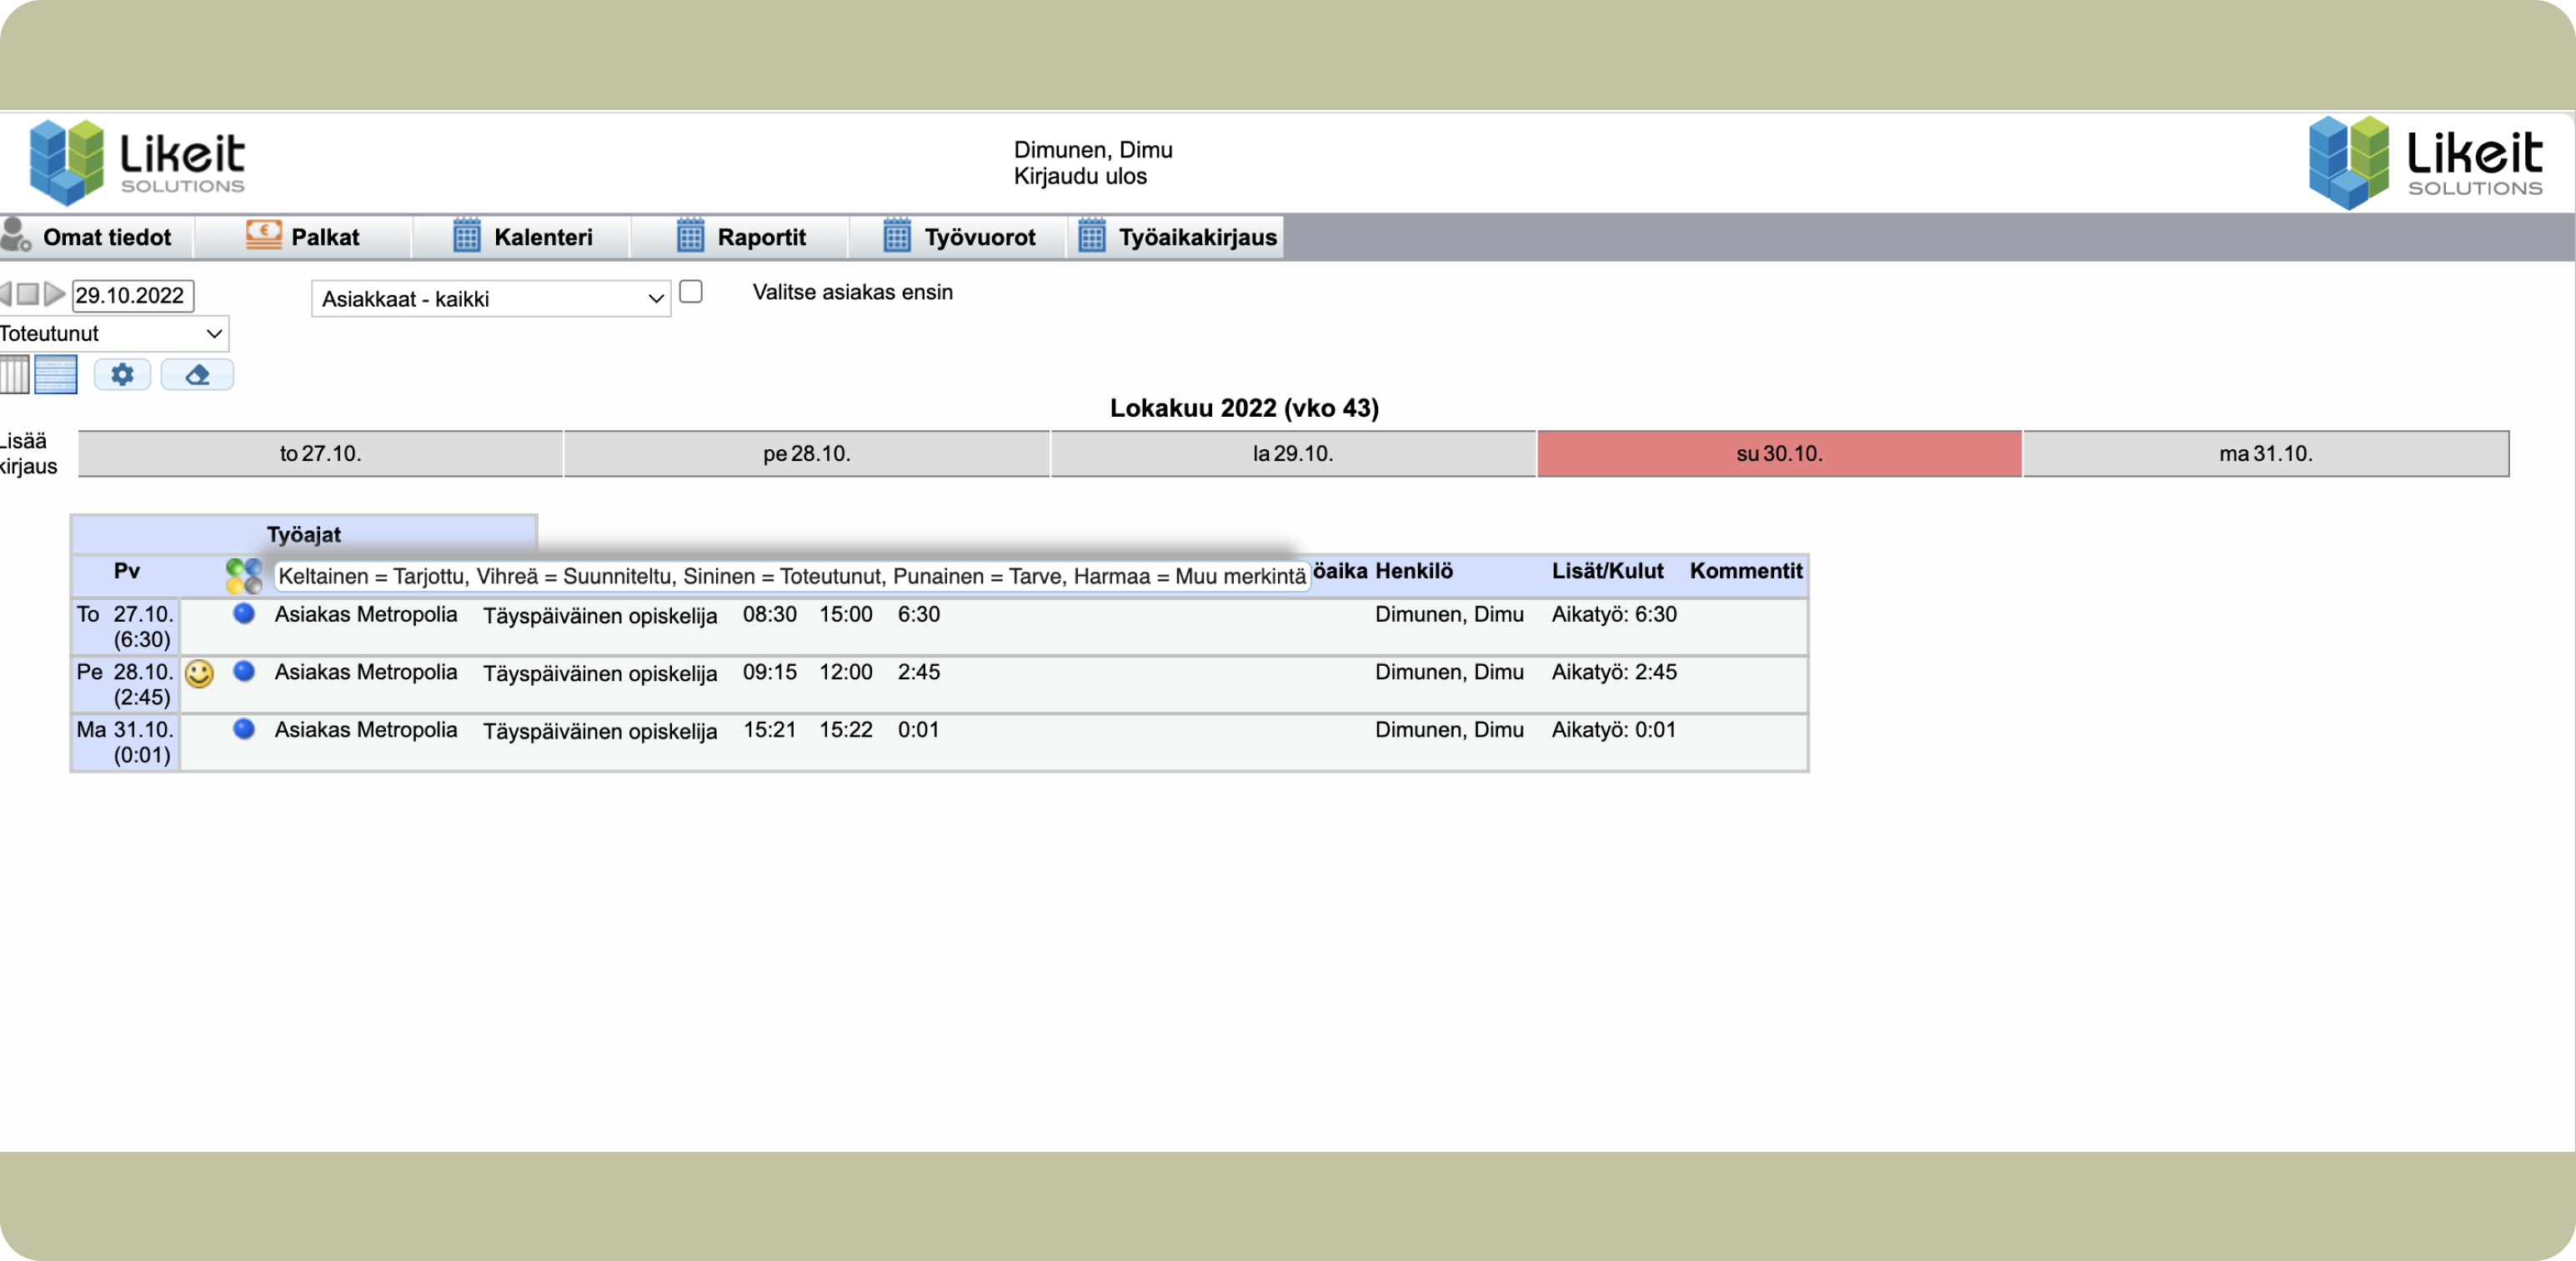 Likeit
SOLUTIONS
Dimunen, Dimu
Kirjaudu ulos
Likeit
SOLUTIONS
Omat tiedot Palkat Kalenteri Raportit Työvuorot Työaikakirjaus
29.10.2022 Asiakkaat - kaikki Valitse asiakas ensin
Toteutunut
Lokakuu 2022 (vko 43)
Lisää
kirjaus
to 27.10. pe 28.10. la 29.10. su 30.10. ma 31.10.
Työajat
Pv Keltainen = Tarjottu, Vihreä = Suunniteltu, Sininen = Toteutunut, Punainen = Tarve, Harmaa = Muu merkintä öaika Henkilö Lisät/Kulut Kommentit
To 27.10. Asiakas Metropolia Täyspäiväinen opiskelija 08:30 15:00 6:30 Dimunen, Dimu Aikatyö: 6:30
(6:30)
Pe 28.10. Asiakas Metropolia Täyspäiväinen opiskelija 09:15 12:00 2:45 Dimunen, Dimu Aikatyö: 2:45
(2:45)
Ma 31.10. Asiakas Metropolia Täyspäiväinen opiskelija 15:21 15:22 0:01 Dimunen, Dimu Aikatyö: 0:01
(0:01)